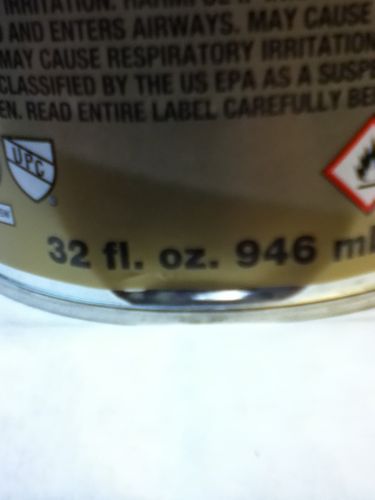 AND ENTERS AIRWAYS. MAY CAUSE
MAY CAUSE RESPIRATORY IRRITATION
CLASSIFIED BY THE US EPA AS A
READ ENTIRE LABEL CAREFULLY
UPC
32 fl. oz. 946 ml